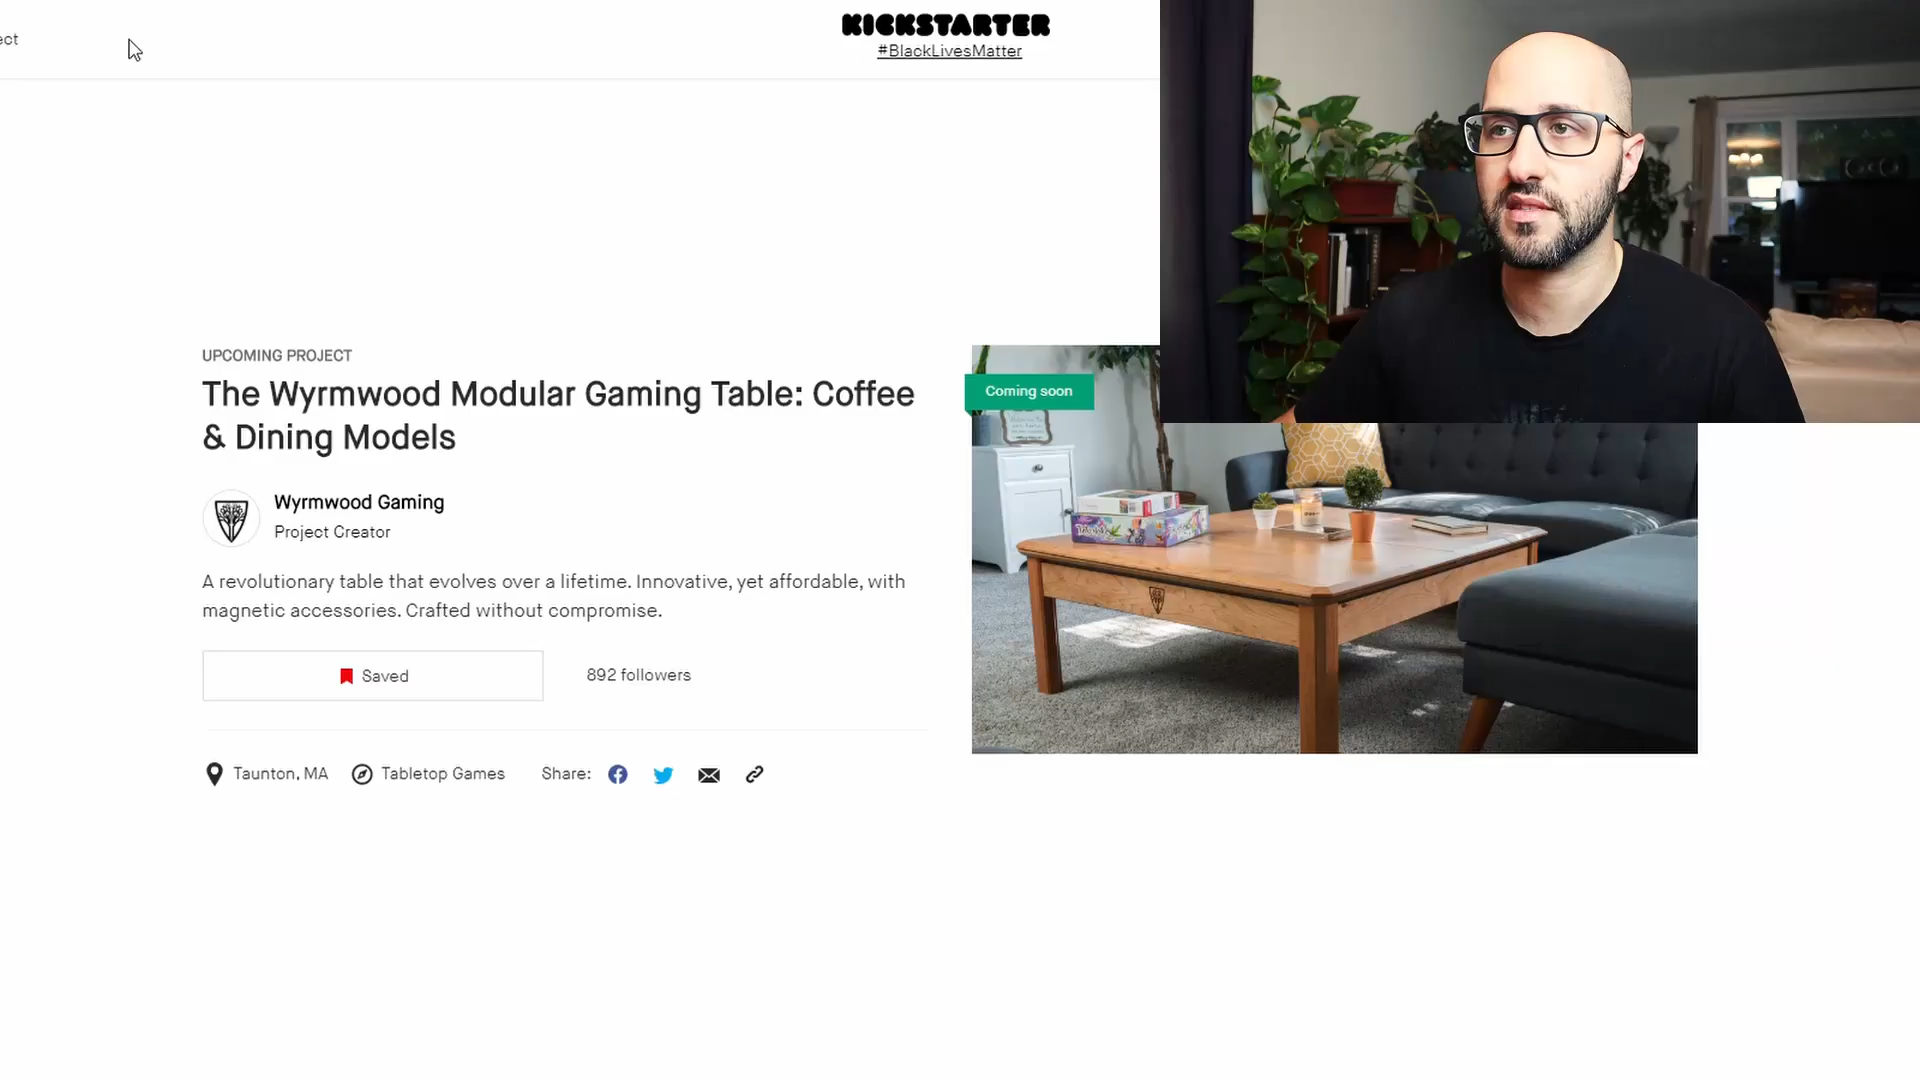 ect
KICKSTARTER
#BlackLivesMatter
UPCOMING PROJECT
The Wyrmwood Modular Gaming Table: Coffee
& Dining Models
Wyrmwood Gaming
Project Creator
A revolutionary table that evolves over a lifetime. Innovative, yet affordable, with
magnetic accessories. Crafted without compromise.
Saved
892 followers
Taunton, MA
Tabletop Games
Share:
Coming soon